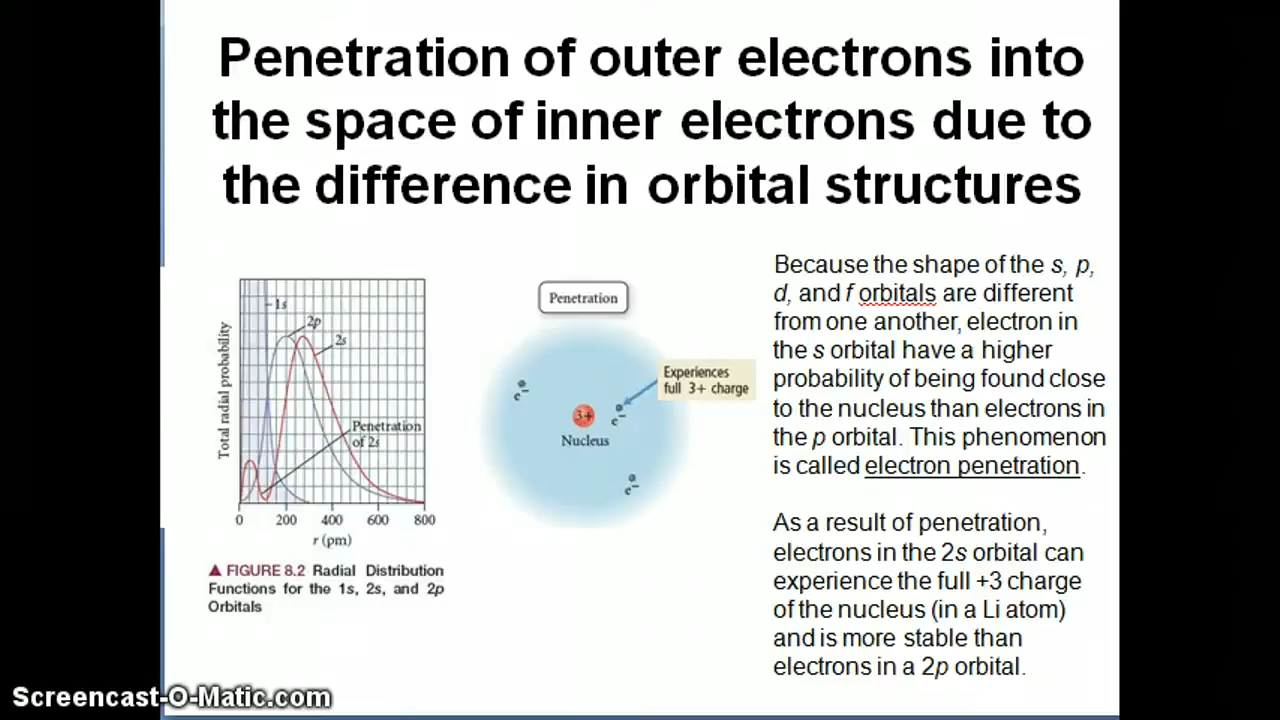 Penetration of outer electrons into
the space of inner electrons due to
the difference in orbital structures
Total radial probability
1s
2p
2s
Penetration
of 2s
0 200 400 600 800
r (pm)
▲ FIGURE 8.2 Radial Distribution
Functions for the 1s, 2s, and 2p
Orbitals
Penetration
Experiences
full 3+ charge
e−
3+
e−
Nucleus
e−
Because the shape of the s, p,
d, and f orbitals are different
from one another, electron in
the s orbital have a higher
probability of being found close
to the nucleus than electrons in
the p orbital. This phenomenon
is called electron penetration.
As a result of penetration,
electrons in the 2s orbital can
experience the full +3 charge
of the nucleus (in a Li atom)
and is more stable than
electrons in a 2p orbital.
Screencast-O-Matic.com